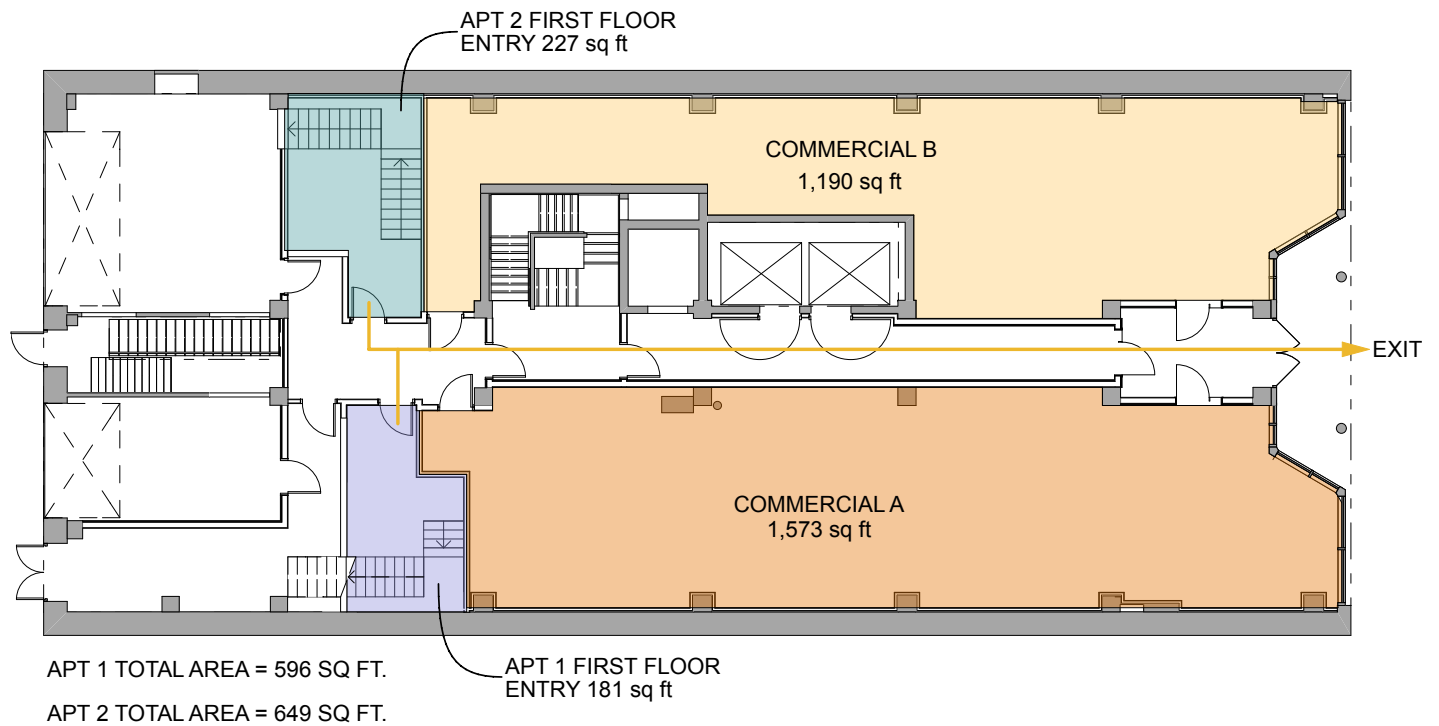 APT 2 FIRST FLOOR
ENTRY 227 sq ft
COMMERCIAL B
1,190 sq ft
EXIT
COMMERCIAL A
1,573 sq ft
APT 1 FIRST FLOOR
ENTRY 181 sq ft
APT 1 TOTAL AREA = 596 SQ FT.
APT 2 TOTAL AREA = 649 SQ FT.